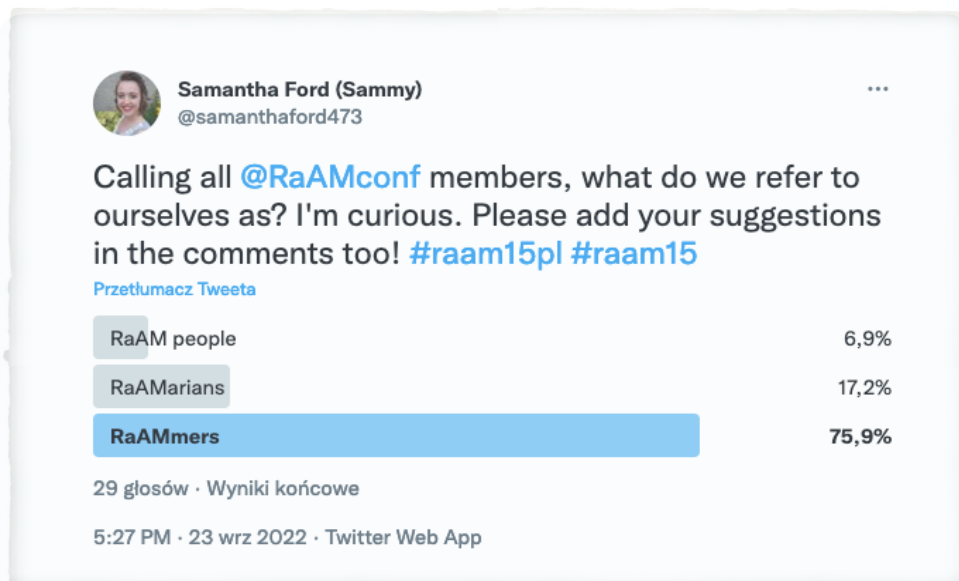 Samantha Ford (Sammy)
@samanthaford473
Calling all @RaAMconf members, what do we refer to
ourselves as? I'm curious. Please add your suggestions
in the comments too! #raam15pl #raam15
Przetłumacz Tweeta
RaAM people 6,9%
RaAMarians 17,2%
RaAMmers 75,9%
29 głosów · Wyniki końcowe
5:27 PM · 23 wrz 2022 · Twitter Web App